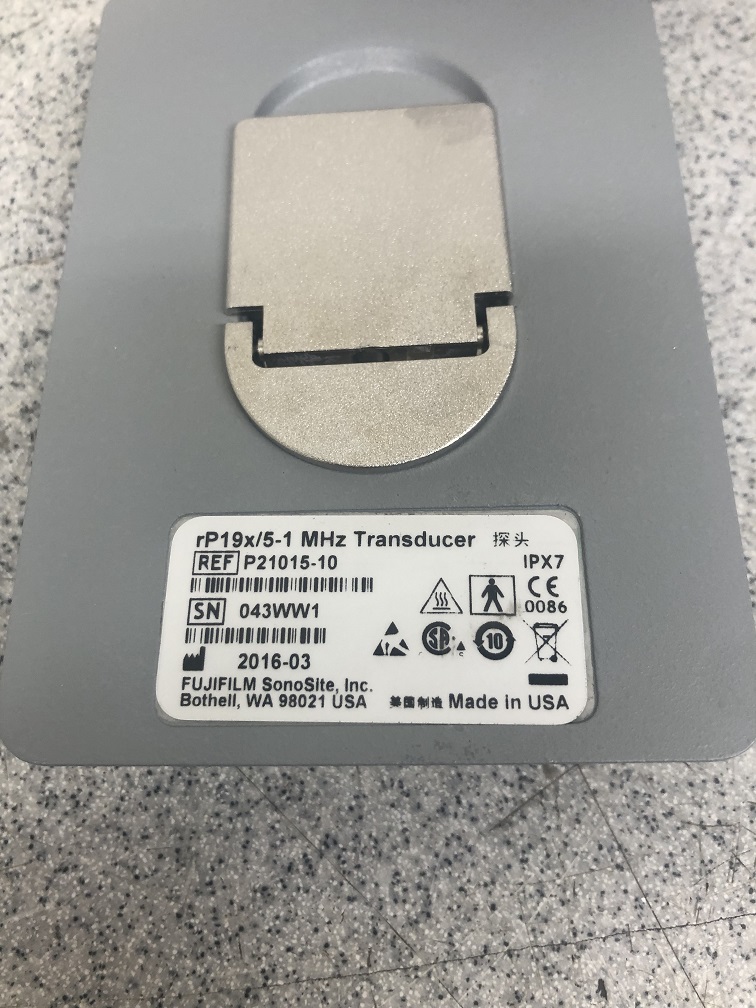 rP19x/5-1 MHz Transducer 探头
REF P21015-10 IPX7
SN 043WW1
CE
0086
SA
10
2016-03
FUJIFILM SonoSite, Inc.
Bothell, WA 98021 USA 美国制造 Made in USA